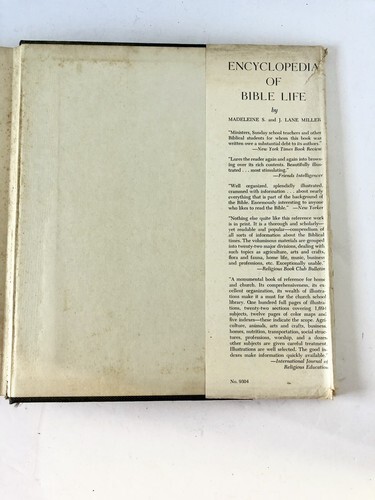 ENCYCLOPEDIA
OF
BIBLE LIFE
by
MADELEINE S. and J. LANE MILLER
"Ministers, Sunday school teachers and other
Biblical students for whom this book was
written owe a substantial debt to its authors."
—New York Times Book Review
"Leaves the reader again and again into brows-
ing over its rich contents. Beautifully illus-
trated . . . most stimulating."
—Friends Intelligencer
"Well organized, splendidly illustrated,
crammed with information . . . about nearly
everything that is part of the background of
the Bible. Enormously interesting to anyone
who likes to read the Bible." —New Yorker
"Nothing else quite like this reference work
is in print. It is a thorough and scholarly—
yet readable and popular—compendium of
all sorts of information about the Biblical
times. The voluminous materials are grouped
into twenty-two major divisions, dealing with
such topics as agriculture, arts and crafts,
flora and fauna, home life, music, business
and professions, etc. Exceptionally usable."
—Religious Book Club Bulletin
"A monumental book of reference for home
and church. Its comprehensiveness, its ex-
cellent organization, its wealth of illustra-
tions make it a must for the church school
library. One hundred full pages of illustra-
tions, twenty-two sections covering
subjects, twelve pages of color maps and
five indexes—these indicate the scope. Agri-
culture, animals, arts and crafts, business,
homes, nutrition, transportation, social struc-
tures, professions, worship, and a dozen
other subjects are given careful treatment.
Illustrations are well selected. The good in-
dexes make information quickly available."
—International Journal of
Religious Education
No. 9364